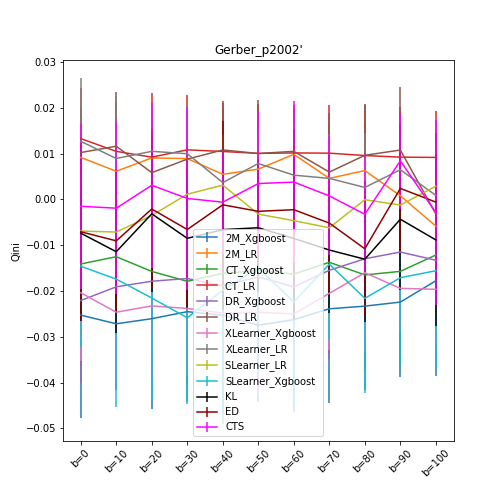 Gerber_p2002'
0.03
0.02
0.01
0.00
−0.01
−0.02
−0.03
−0.04
−0.05
Qini
2M_Xgboost
2M_LR
CT_Xgboost
CT_LR
DR_Xgboost
DR_LR
XLearner_Xgboost
XLearner_LR
SLearner_LR
SLearner_Xgboost
KL
ED
CTS
b=0
b=10
b=20
b=30
b=40
b=50
b=60
b=70
b=80
b=90
b=100